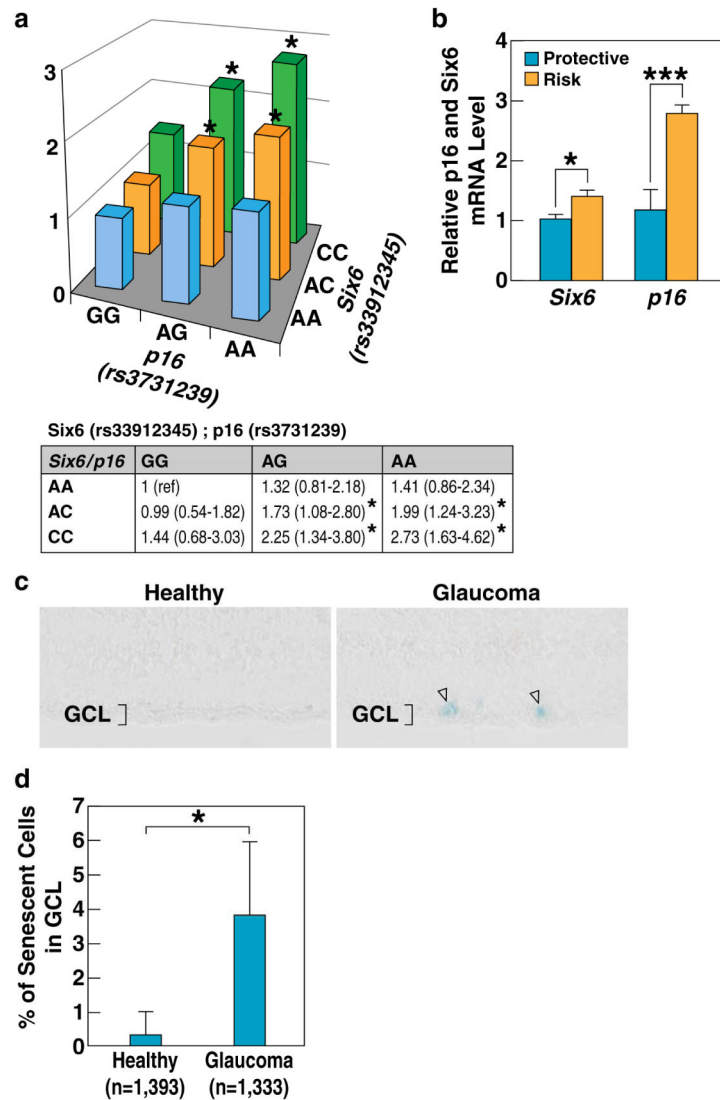 a
3
2
1
0
*
*
*
*
GG
AG
AA
p16
(rs3731239)
CC
AC
AA
Six6
(rs33912345)
b
Relative p16 and Six6
mRNA Level
4
3
2
1
0
Protective
Risk
*
***
Six6
p16
Six6 (rs33912345) ; p16 (rs3731239)
Six6/p16 GG AG AA
AA 1 (ref) 1.32 (0.81-2.18) 1.41 (0.86-2.34)
AC 0.99 (0.54-1.82) 1.73 (1.08-2.80)* 1.99 (1.24-3.23)*
CC 1.44 (0.68-3.03) 2.25 (1.34-3.80)* 2.73 (1.63-4.62)*
c
Healthy
Glaucoma
GCL
GCL
d
% of Senescent Cells
in GCL
7
6
5
4
3
2
1
0
*
Healthy
(n=1,393)
Glaucoma
(n=1,333)